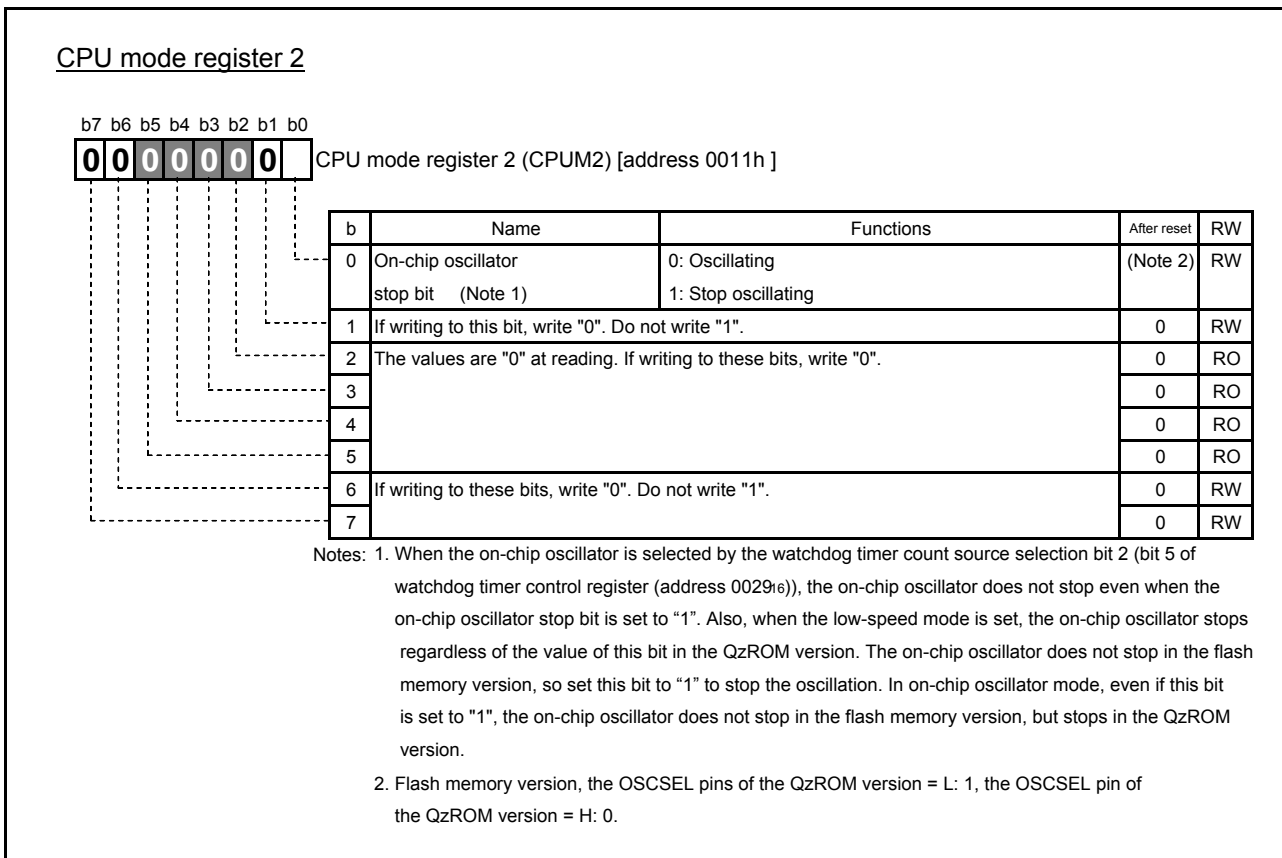 CPU mode register 2
b7 b6 b5 b4 b3 b2 b1 b0
0 0 0 0 0 0 0 CPU mode register 2 (CPUM2) [address 0011h ]
b Name Functions After reset RW
0 On-chip oscillator 0: Oscillating (Note 2) RW
stop bit (Note 1) 1: Stop oscillating
1 If writing to this bit, write "0". Do not write "1". 0 RW
2 The values are "0" at reading. If writing to these bits, write "0". 0 RO
3 0 RO
4 0 RO
5 0 RO
6 If writing to these bits, write "0". Do not write "1". 0 RW
7 0 RW
Notes: 1. When the on-chip oscillator is selected by the watchdog timer count source selection bit 2 (bit 5 of
watchdog timer control register (address 002916)), the on-chip oscillator does not stop even when the
on-chip oscillator stop bit is set to “1”. Also, when the low-speed mode is set, the on-chip oscillator stops
regardless of the value of this bit in the QzROM version. The on-chip oscillator does not stop in the flash
memory version, so set this bit to “1” to stop the oscillation. In on-chip oscillator mode, even if this bit
is set to "1", the on-chip oscillator does not stop in the flash memory version, but stops in the QzROM
version.
2. Flash memory version, the OSCSEL pins of the QzROM version = L: 1, the OSCSEL pin of
the QzROM version = H: 0.